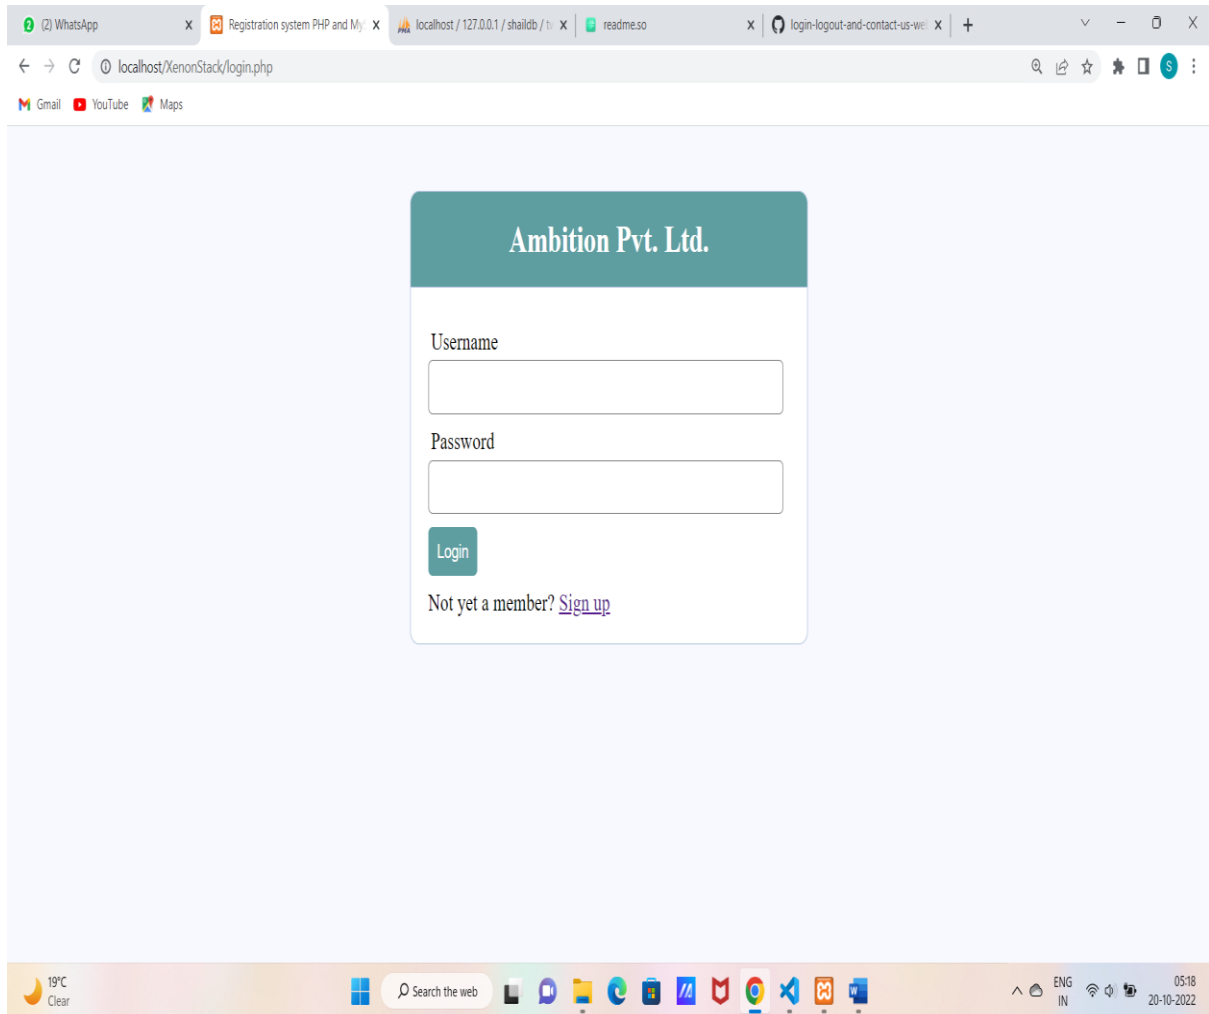 (2) WhatsApp
Registration system PHP and My
localhost / 127.0.0.1 / shaildb /
readme.so
login-logout-and-contact-us-we
localhost/XenonStack/login.php
S
Gmail YouTube Maps
Ambition Pvt. Ltd.
Username
Password
Login
Not yet a member? Sign up
19°C
Clear
Search the web
ENG
IN
05:18
20-10-2022